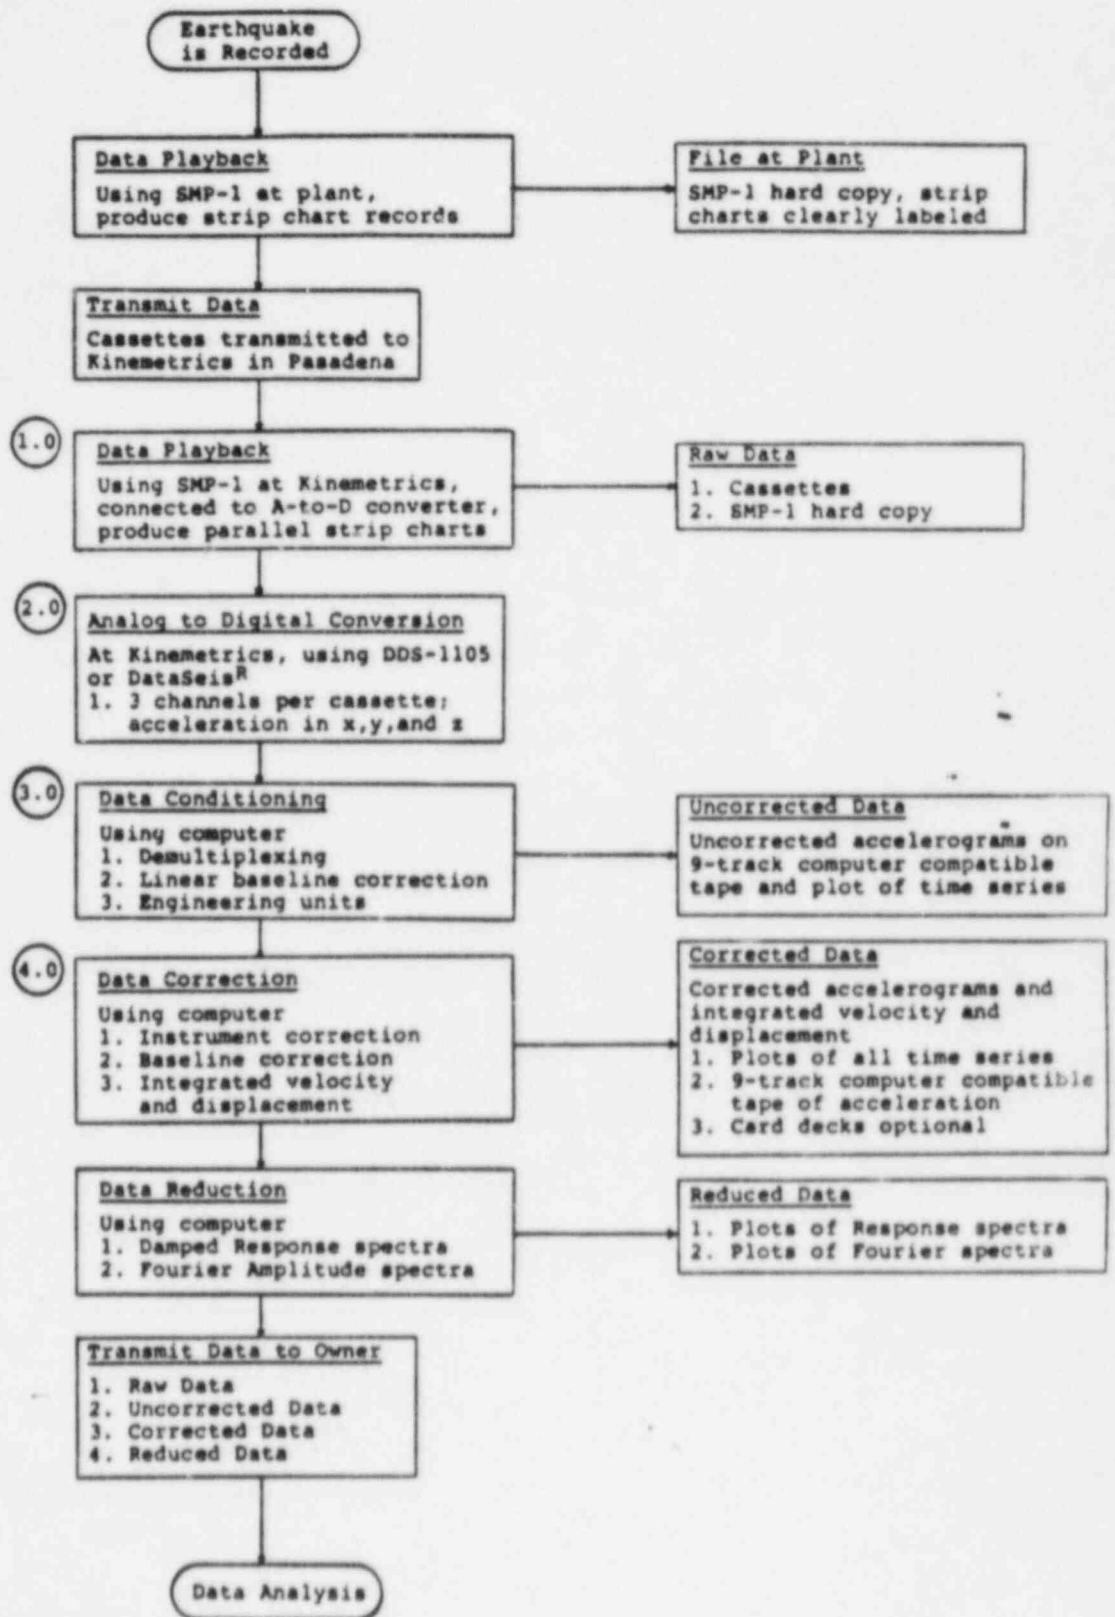 Earthquake
is Recorded
Data Playback
Using SMP-1 at plant,
produce strip chart records
File at Plant
SMP-1 hard copy, strip
charts clearly labeled
Transmit Data
Cassettes transmitted to
Kinemetrics in Pasadena
1.0
Data Playback
Using SMP-1 at Kinemetrics,
connected to A-to-D converter,
produce parallel strip charts
Raw Data
1. Cassettes
2. SMP-1 hard copy
2.0
Analog to Digital Conversion
At Kinemetrics, using DDS-1105
or DataSeisR
1. 3 channels per cassette;
acceleration in x,y,and z
3.0
Data Conditioning
Using computer
1. Demultiplexing
2. Linear baseline correction
3. Engineering units
Uncorrected Data
Uncorrected accelerograms on
9-track computer compatible
tape and plot of time series
4.0
Data Correction
Using computer
1. Instrument correction
2. Baseline correction
3. Integrated velocity
and displacement
Corrected Data
Corrected accelerograms and
integrated velocity and
displacement
1. Plots of all time series
2. 9-track computer compatible
tape of acceleration
3. Card decks optional
Data Reduction
Using computer
1. Damped Response spectra
2. Fourier Amplitude spectra
Reduced Data
1. Plots of Response spectra
2. Plots of Fourier spectra
Transmit Data to Owner
1. Raw Data
2. Uncorrected Data
3. Corrected Data
4. Reduced Data
Data Analysis